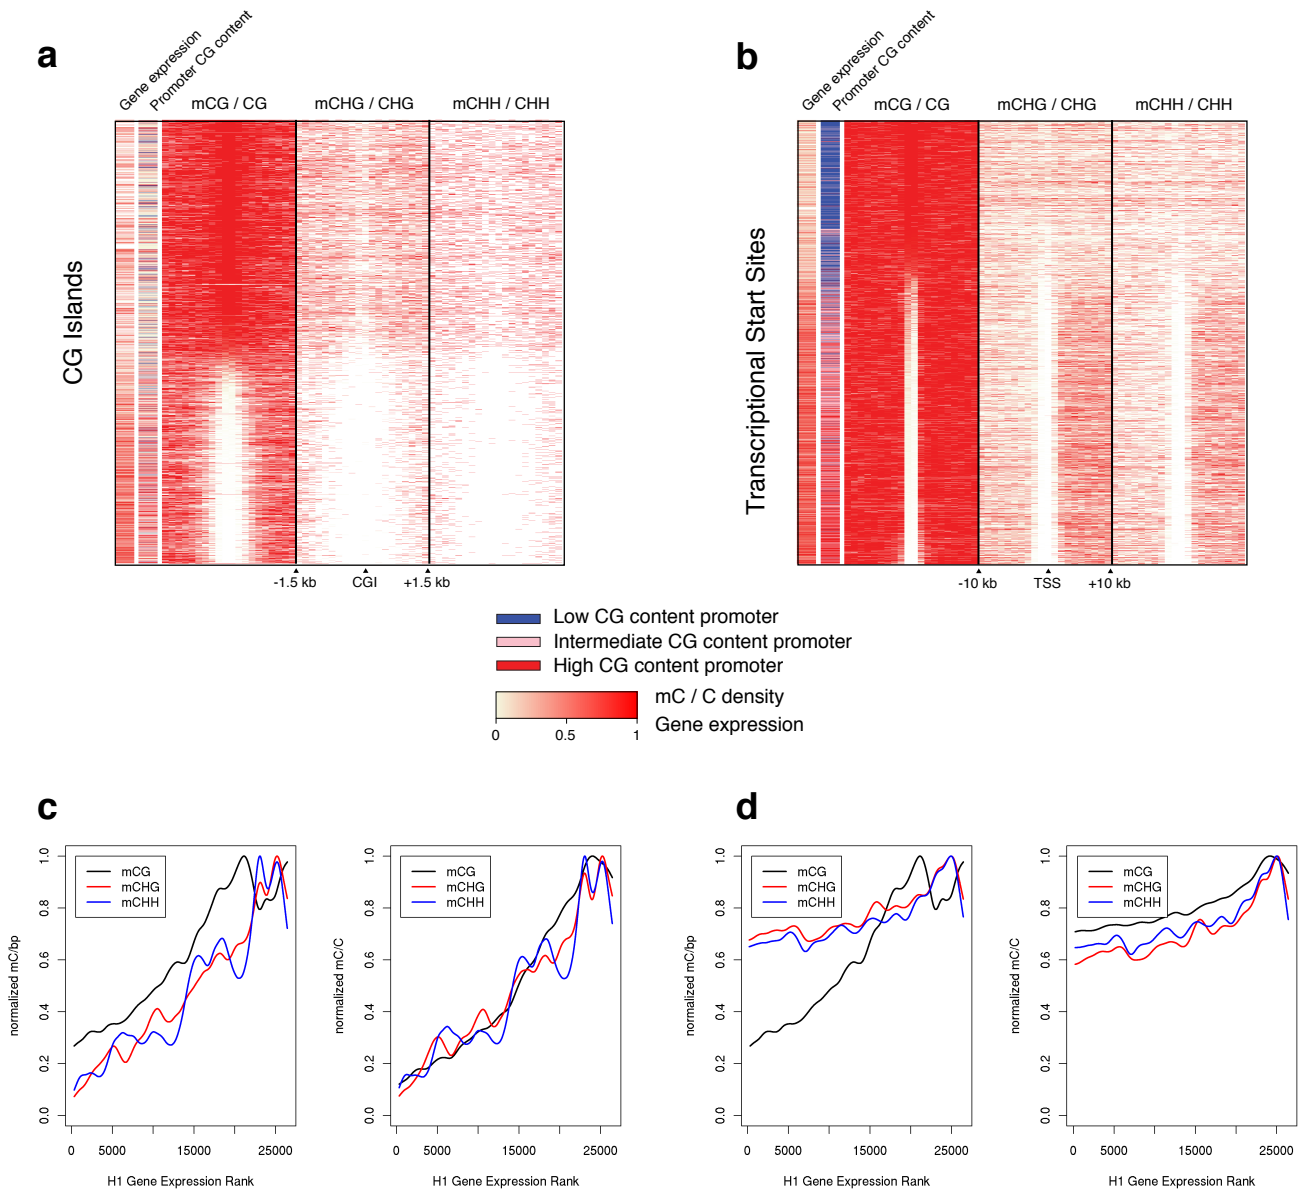 a
Gene expression
Promoter CG content
mCG / CG
mCHG / CHG
mCHH / CHH
CG Islands
-1.5 kb
CGI
+1.5 kb
b
Gene expression
Promoter CG content
mCG / CG
mCHG / CHG
mCHH / CHH
Transcriptional Start Sites
-10 kb
TSS
+10 kb
Low CG content promoter
Intermediate CG content promoter
High CG content promoter
mC / C density
Gene expression
0 0.5 1
c
normalized mC/bp
1.0
0.8
0.6
0.4
0.2
0.0
mCG
mCHG
mCHH
0 5000 15000 25000
H1 Gene Expression Rank
normalized mC/C
1.0
0.8
0.6
0.4
0.2
0.0
mCG
mCHG
mCHH
0 5000 15000 25000
H1 Gene Expression Rank
d
normalized mC/bp
1.0
0.8
0.6
0.4
0.2
0.0
mCG
mCHG
mCHH
0 5000 15000 25000
H1 Gene Expression Rank
normalized mC/C
1.0
0.8
0.6
0.4
0.2
0.0
mCG
mCHG
mCHH
0 5000 15000 25000
H1 Gene Expression Rank